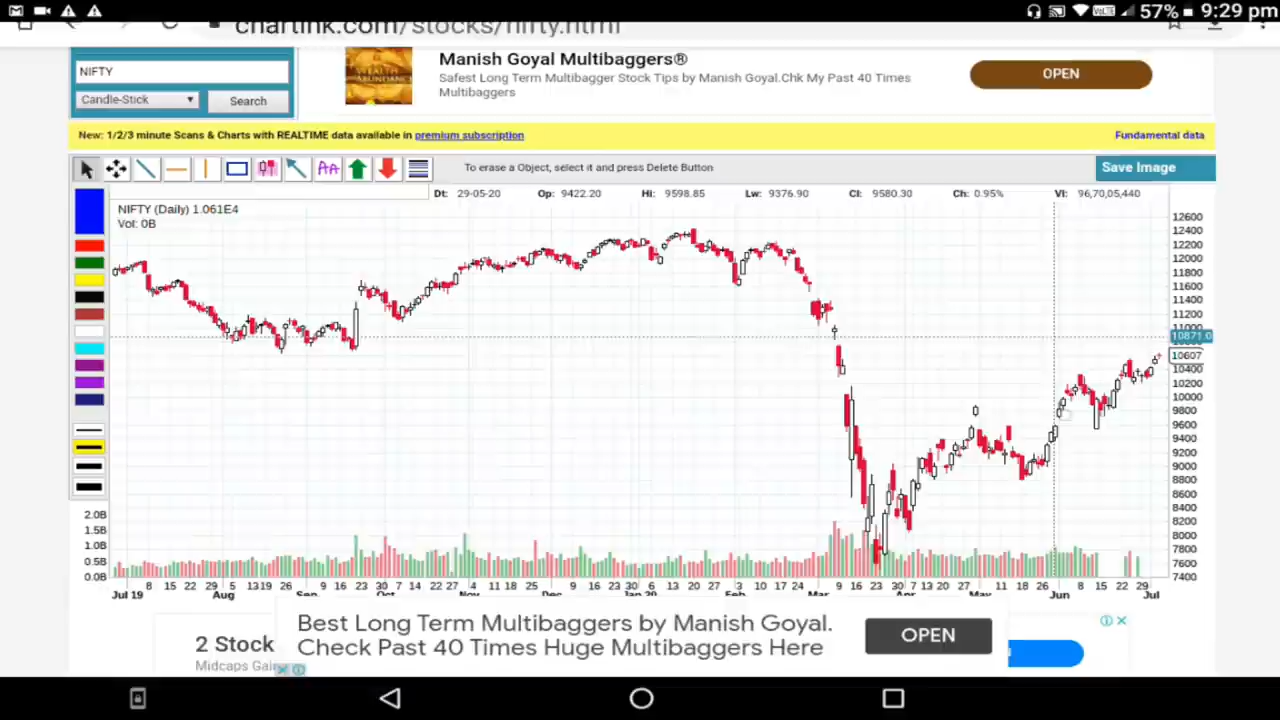 57% 9:29 pm
chartink.com/stocks/nifty.html
NIFTY
Candle-Stick
Search
Manish Goyal Multibaggers®
Safest Long Term Multibagger Stock Tips by Manish Goyal.Chk My Past 40 Times
Multibaggers
OPEN
New: 1/2/3 minute Scans & Charts with REALTIME data available in premium subscription
Fundamental data
To erase a Object, select it and press Delete Button
Save Image
Dt: 29-05-20 Op: 9422.20 Hi: 9598.85 Lw: 9376.90 Cl: 9580.30 Ch: 0.95% Vl: 96,70,05,440
NIFTY (Daily) 1.061E4
Vol: 0B
12600
12400
12200
12000
11800
11600
11400
11200
11000
10871.0
10607
10400
10200
10000
9800
9600
9400
9200
9000
8800
8600
8400
8200
8000
7800
7600
7400
2.0B
1.5B
1.0B
0.5B
0.0B
8 15 22 29 5 13 19 26 9 16 23 30 7 14 22 27 4 11 18 25 9 16 23 30 6 13 20 27 3 10 17 24 9 16 23 30 7 13 20 27 11 18 26 8 15 22 29
Jul 19 Aug Sep Oct Nov Dec Jan 20 Feb Mar Apr May Jun Jul
2 Stock
Midcaps Gain
Best Long Term Multibaggers by Manish Goyal.
Check Past 40 Times Huge Multibaggers Here
OPEN